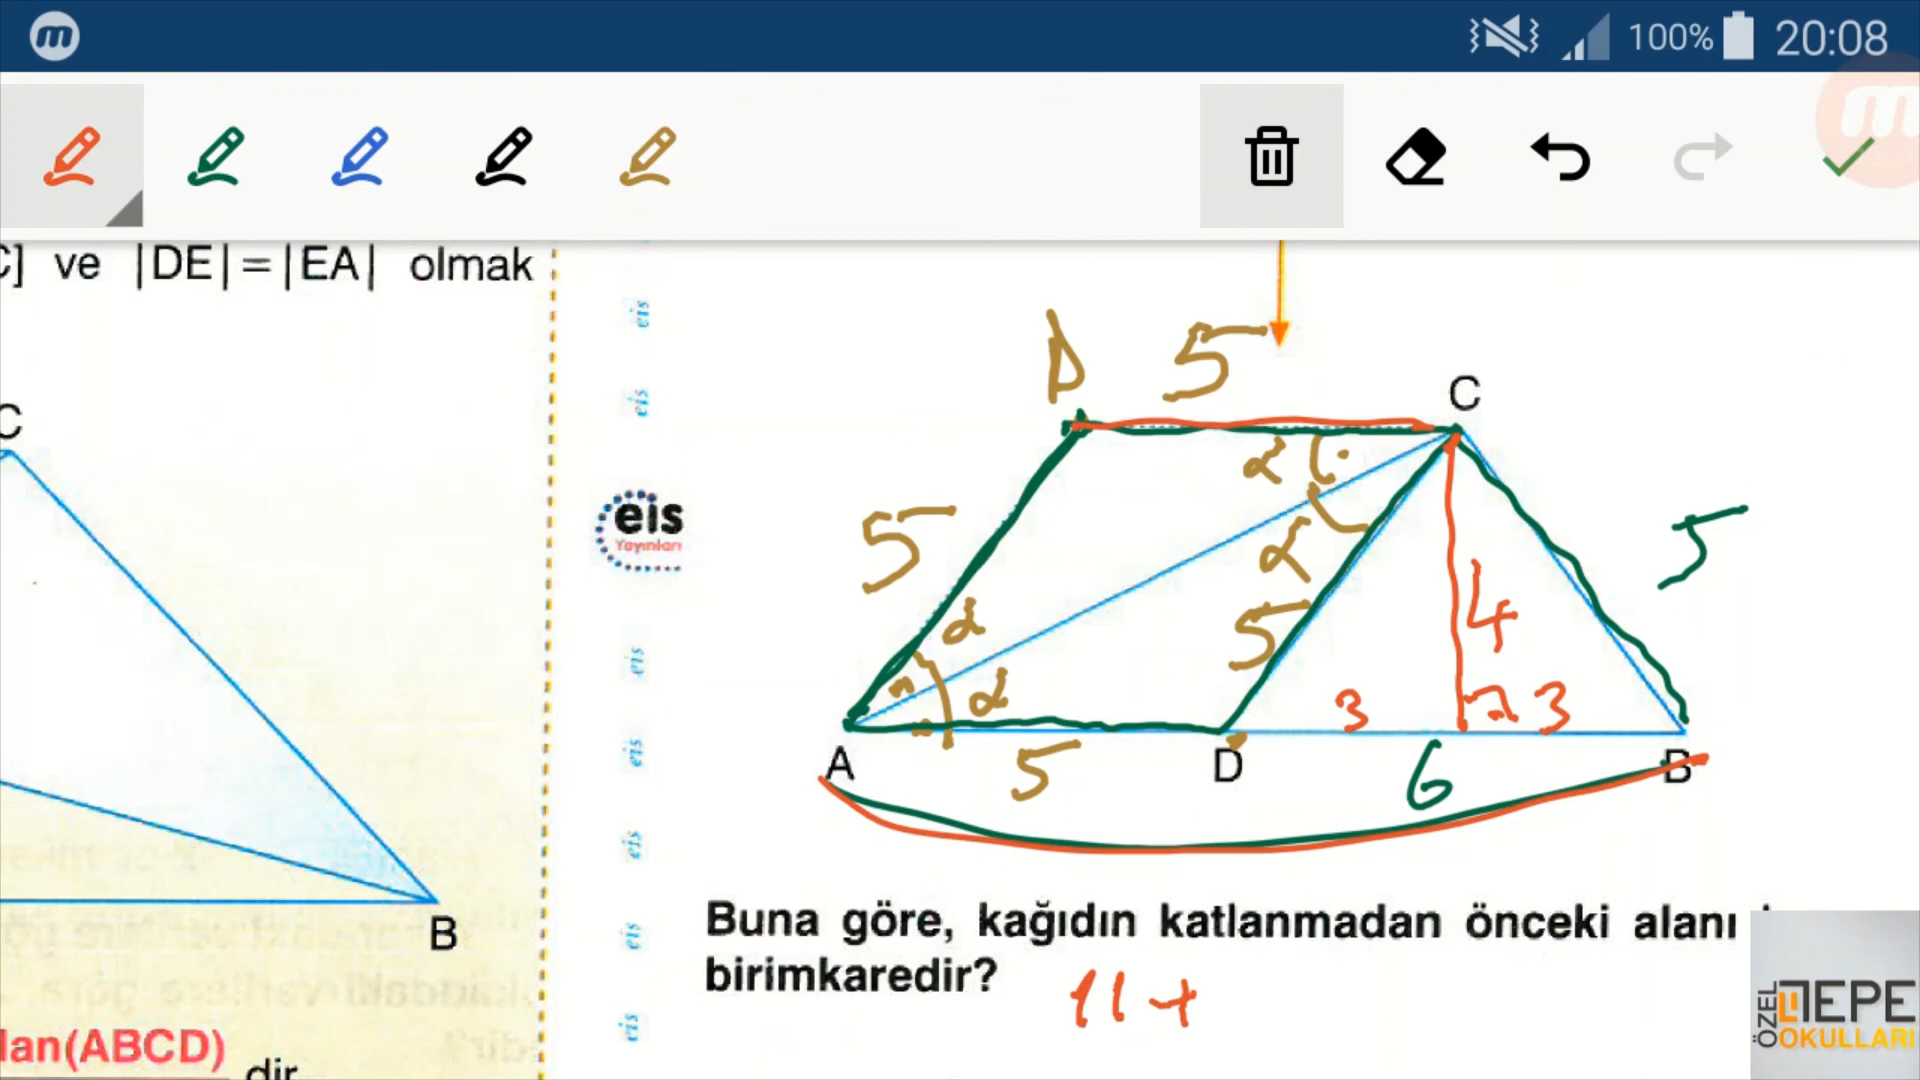 100% 20:08
C] ve |DE|=|EA| olmak
C
B
lan(ABCD)
dir
eis
eis
eis
Yayınları
eis
eis
eis
eis
eis
D 5 C
α
5 α 5
α 5 4
α 3 3
A 5 D 6 B
Buna göre, kağıdın katlanmadan önceki alanı
birimkaredir?
11 +
ÖZEL TEPE
OKULLARI